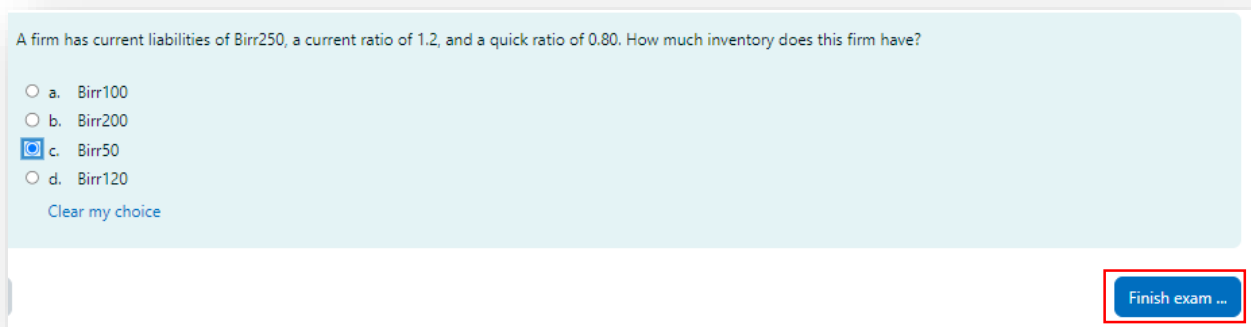 A firm has current liabilities of Birr250, a current ratio of 1.2, and a quick ratio of 0.80. How much inventory does this firm have?
a. Birr100
b. Birr200
c. Birr50
d. Birr120
Clear my choice
Finish exam ...